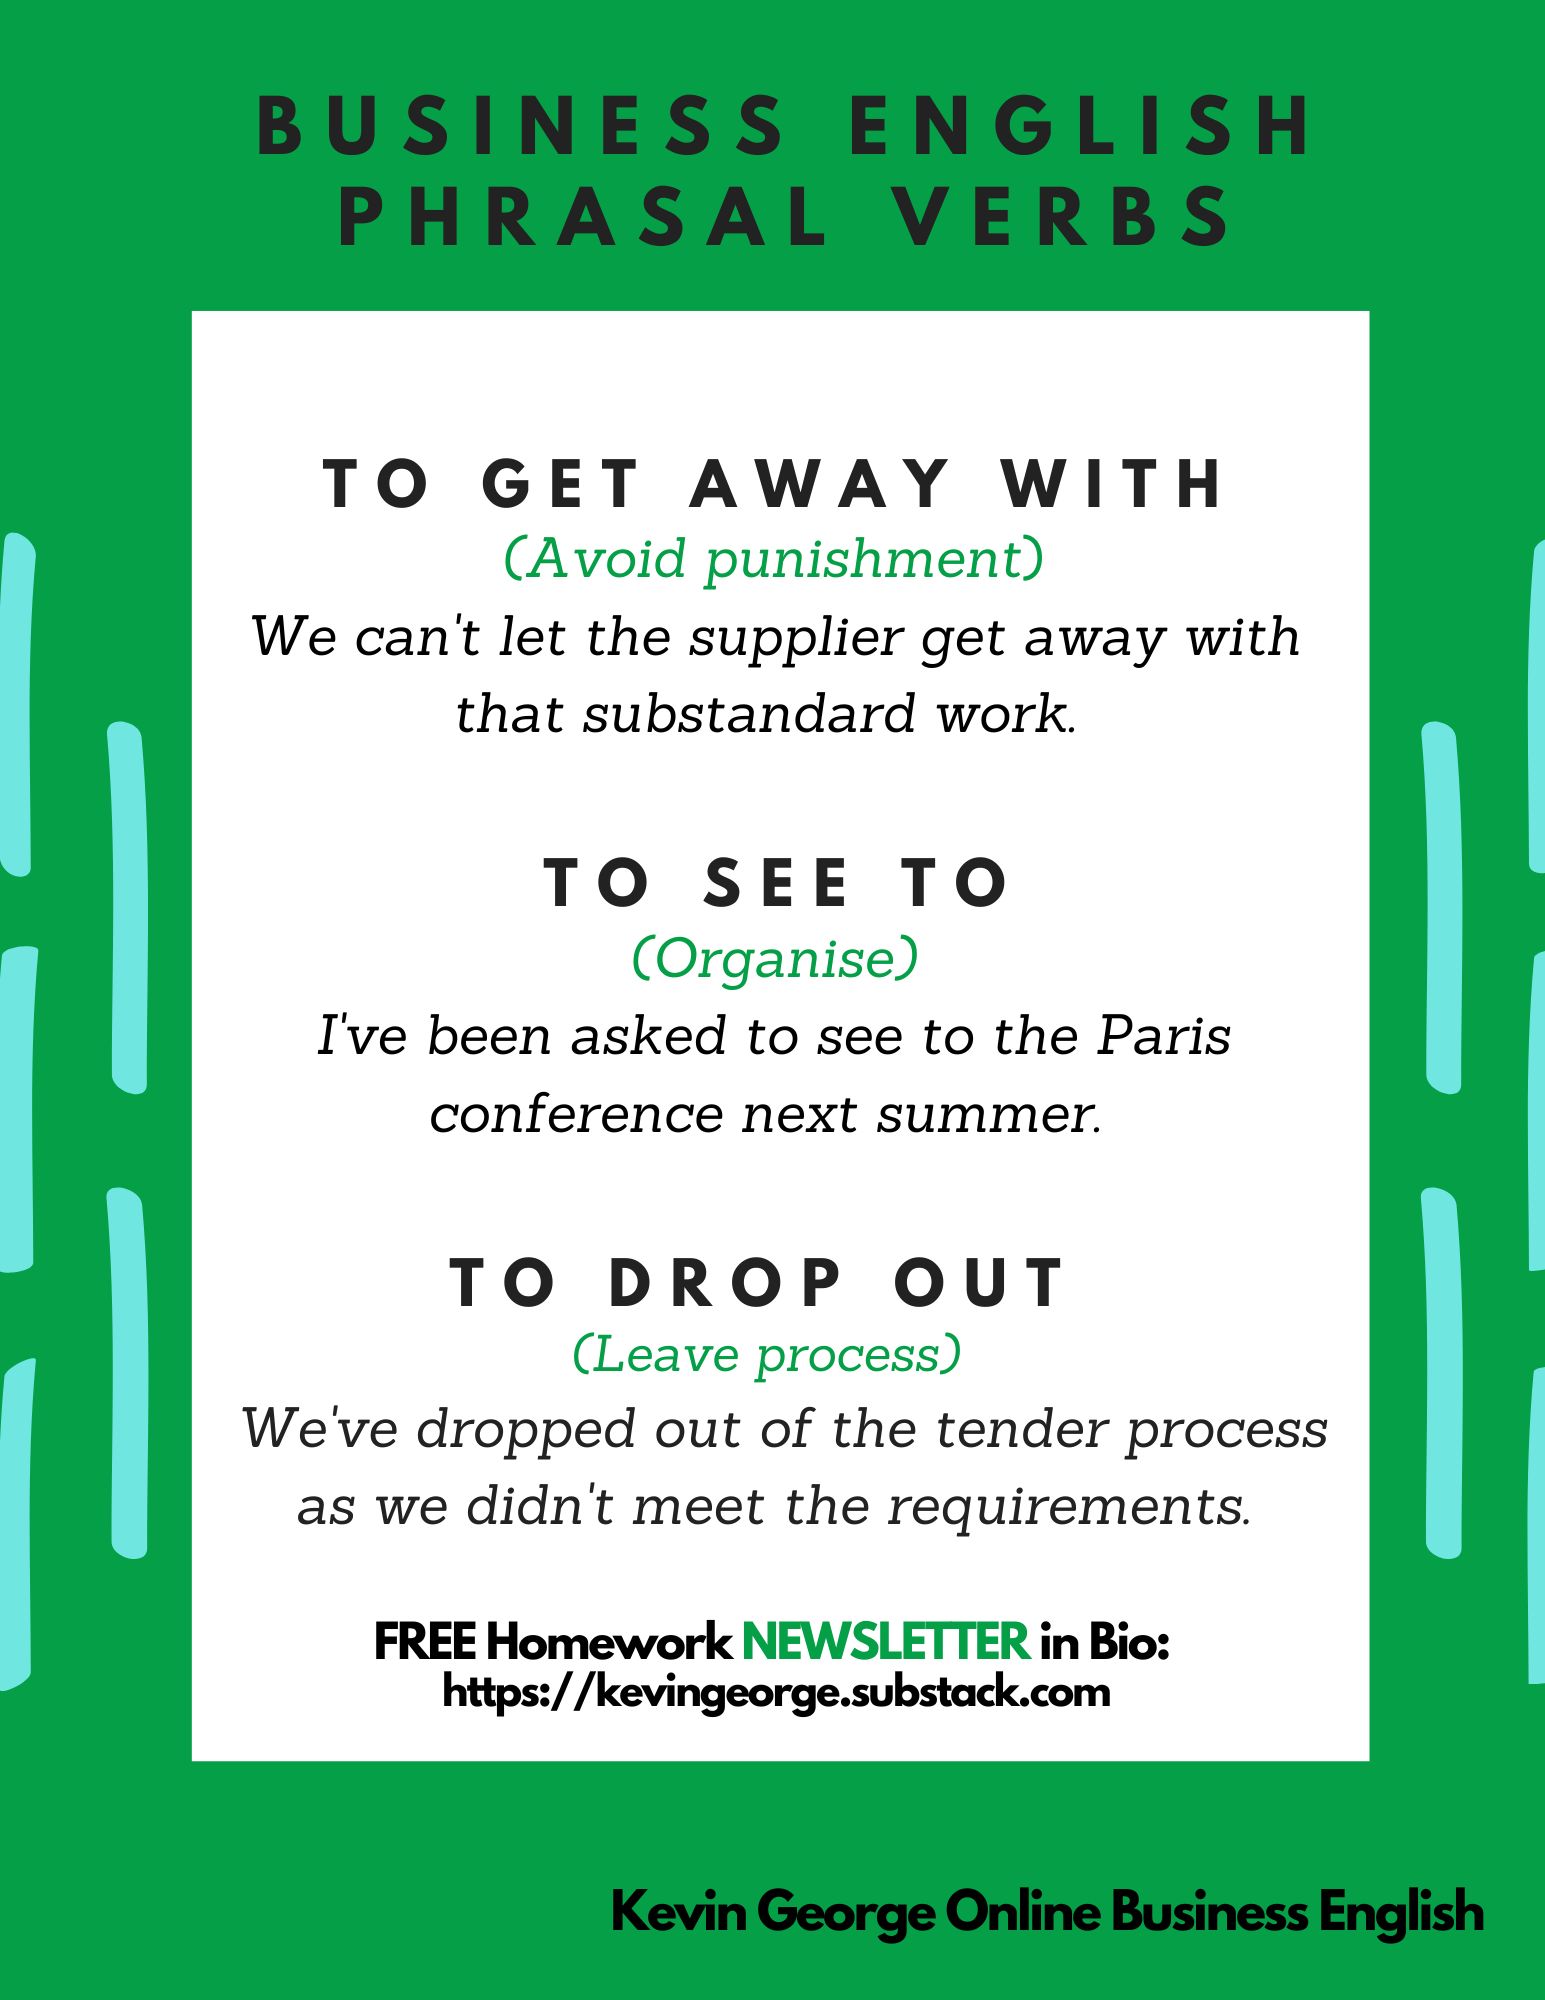 BUSINESS ENGLISH
PHRASAL VERBS
TO GET AWAY WITH
(Avoid punishment)
We can't let the supplier get away with
that substandard work.
TO SEE TO
(Organise)
I've been asked to see to the Paris
conference next summer.
TO DROP OUT
(Leave process)
We've dropped out of the tender process
as we didn't meet the requirements.
FREE Homework NEWSLETTER in Bio:
https://kevingeorge.substack.com
Kevin George Online Business English